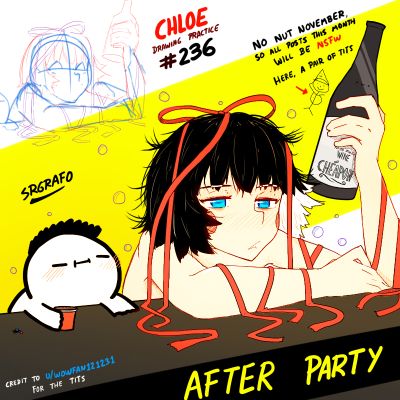 CHLOE
DRAWING PRACTICE
#236
NO NUT NOVEMBER,
SO ALL POSTS THIS MONTH
WILL BE NSFW
HERE, A PAIR OF TITS
WINE
CHEAPO
SRGRAFO
CREDIT TO U/WOWFAN121231
FOR THE TITS
AFTER PARTY